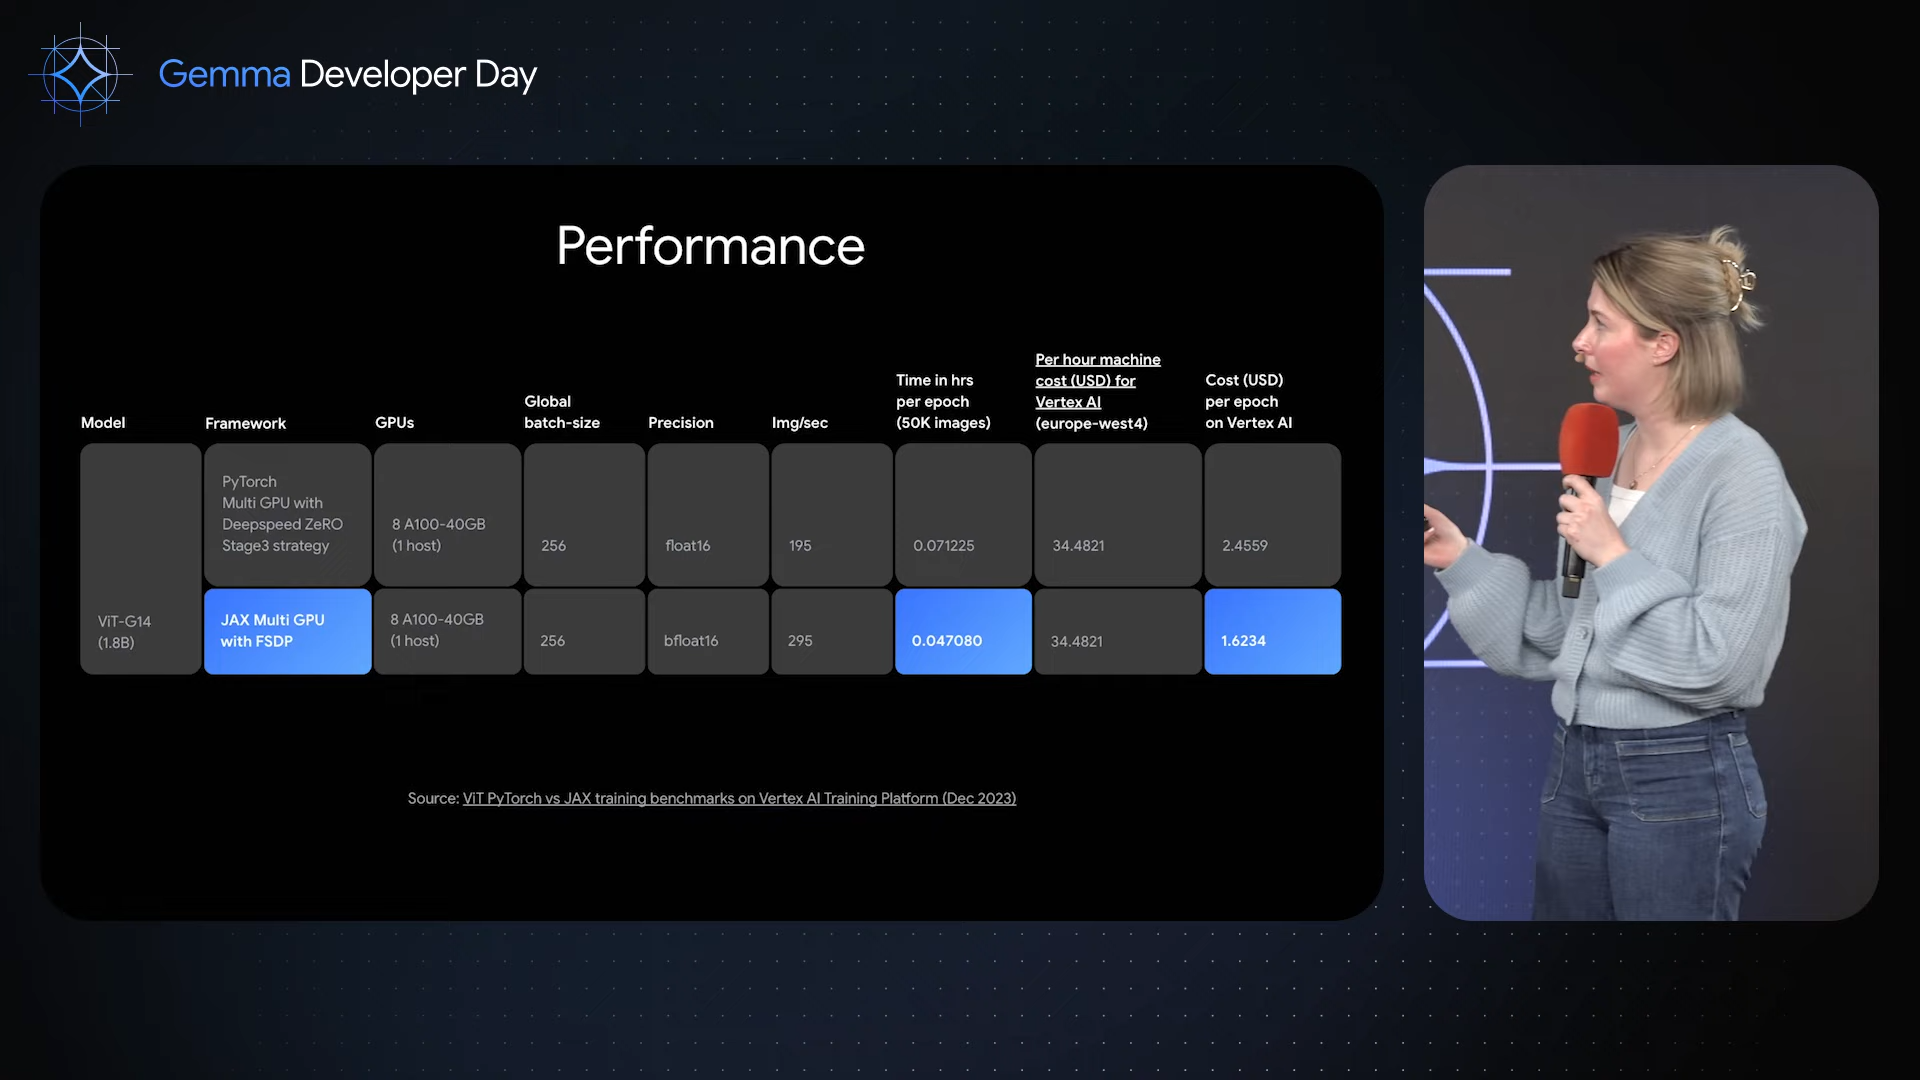 Gemma Developer Day
Performance
Model
Framework
GPUs
Global
batch-size
Precision
Img/sec
Time in hrs
per epoch
(50K images)
Per hour machine
cost (USD) for
Vertex AI
(europe-west4)
Cost (USD)
per epoch
on Vertex AI
ViT-G14
(1.8B)
PyTorch
Multi GPU with
Deepspeed ZeRO
Stage3 strategy
8 A100-40GB
(1 host)
256
float16
195
0.071225
34.4821
2.4559
JAX Multi GPU
with FSDP
8 A100-40GB
(1 host)
256
bfloat16
295
0.047080
34.4821
1.6234
Source: ViT PyTorch vs JAX training benchmarks on Vertex AI Training Platform (Dec 2023)